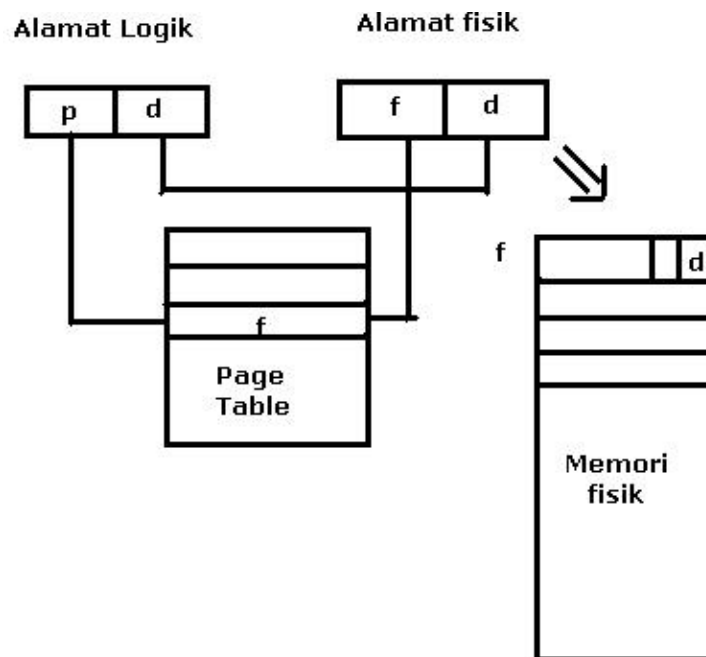 Alamat Logik
Alamat fisik
p d
f d
f
d
f
Page
Table
Memori
fisik